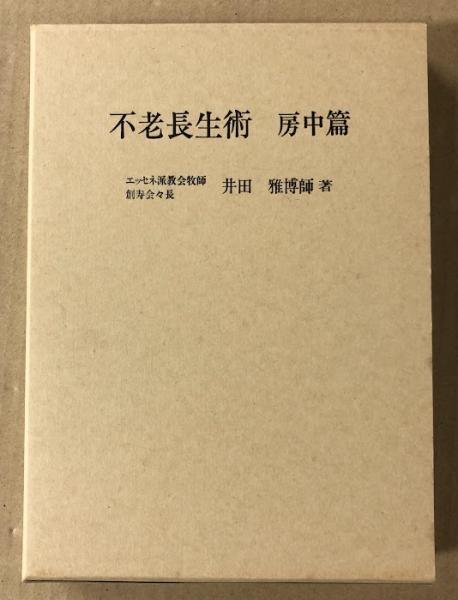 不老長生術　房中篇
エッセネ派教会牧師
創寿会々長
井田　雅博師 著